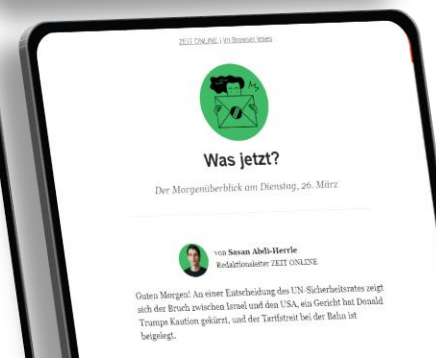 ZEIT ONLINE | Im Browser lesen
Was jetzt?
Der Morgenüberblick am Dienstag, 26. März
von Sasan Abdi-Herrle
Redaktionsleiter ZEIT ONLINE
Guten Morgen! An einer Entscheidung des UN-Sicherheitsrates zeigt
sich der Bruch zwischen Israel und den USA, ein Gericht hat Donald
Trumps Kaution gekürzt, und der Tarifstreit bei der Bahn ist
beigelegt.